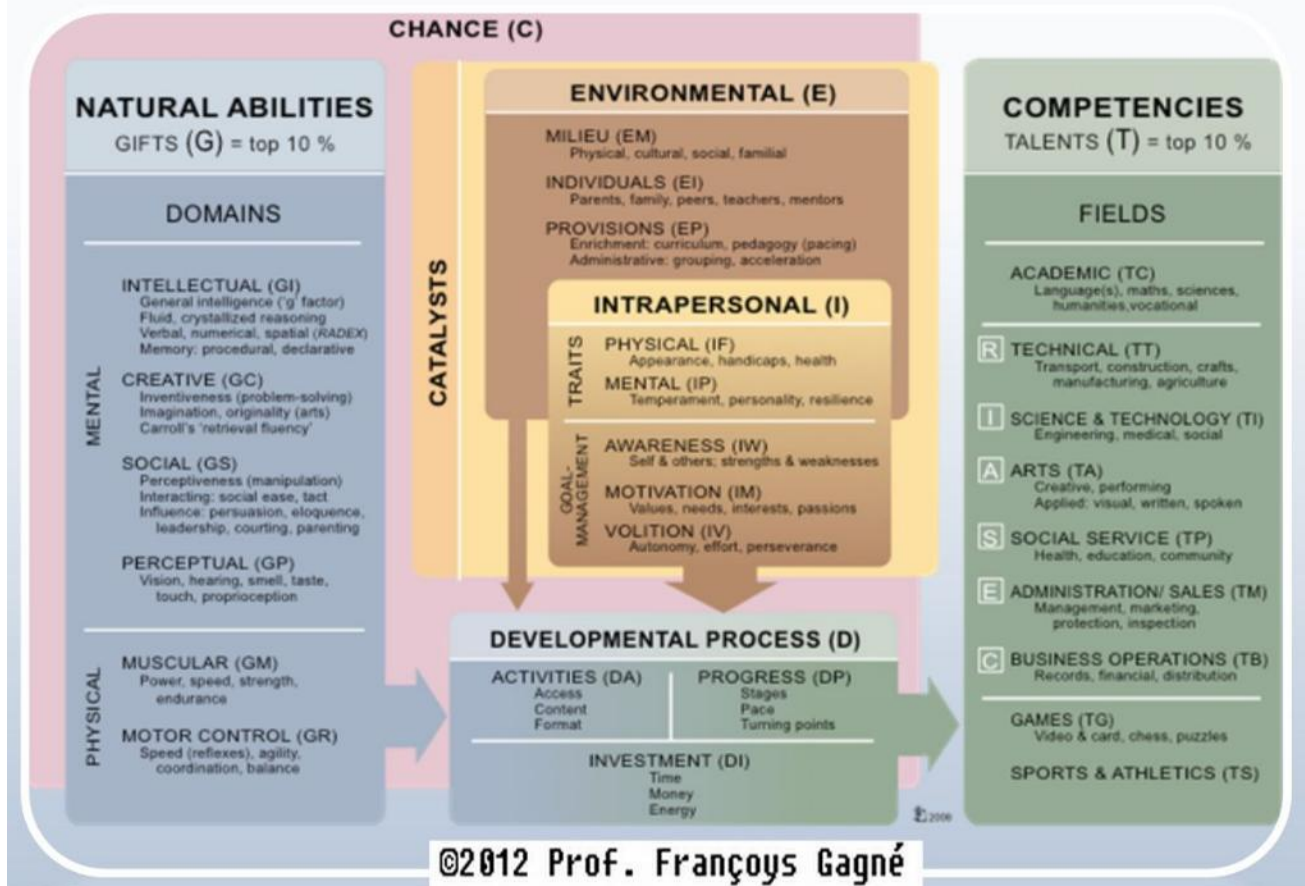 CHANCE (C)
NATURAL ABILITIES
GIFTS (G) = top 10 %
DOMAINS
MENTAL
INTELLECTUAL (GI)
General intelligence ('g' factor)
Fluid, crystallized reasoning
Verbal, numerical, spatial (RADEX)
Memory: procedural, declarative
CREATIVE (GC)
Inventiveness (problem-solving)
Imagination, originality (arts)
Carroll's 'retrieval fluency'
SOCIAL (GS)
Perceptiveness (manipulation)
Interacting: social ease, tact
Influence: persuasion, eloquence,
leadership, courting, parenting
PERCEPTUAL (GP)
Vision, hearing, smell, taste,
touch, proprioception
PHYSICAL
MUSCULAR (GM)
Power, speed, strength,
endurance
MOTOR CONTROL (GR)
Speed (reflexes), agility,
coordination, balance
CATALYSTS
ENVIRONMENTAL (E)
MILIEU (EM)
Physical, cultural, social, familial
INDIVIDUALS (EI)
Parents, family, peers, teachers, mentors
PROVISIONS (EP)
Enrichment: curriculum, pedagogy (pacing)
Administrative: grouping, acceleration
INTRAPERSONAL (I)
TRAITS
PHYSICAL (IF)
Appearance, handicaps, health
MENTAL (IP)
Temperament, personality, resilience
GOAL-
MANAGEMENT
AWARENESS (IW)
Self & others; strengths & weaknesses
MOTIVATION (IM)
Values, needs, interests, passions
VOLITION (IV)
Autonomy, effort, perseverance
DEVELOPMENTAL PROCESS (D)
ACTIVITIES (DA)
Access
Content
Format
PROGRESS (DP)
Stages
Pace
Turning points
INVESTMENT (DI)
Time
Money
Energy
COMPETENCIES
TALENTS (T) = top 10 %
FIELDS
ACADEMIC (TC)
Language(s), maths, sciences,
humanities,vocational
R TECHNICAL (TT)
Transport, construction, crafts,
manufacturing, agriculture
I SCIENCE & TECHNOLOGY (TI)
Engineering, medical, social
A ARTS (TA)
Creative, performing
Applied: visual, written, spoken
S SOCIAL SERVICE (TP)
Health, education, community
E ADMINISTRATION/ SALES (TM)
Management, marketing,
protection, inspection
C BUSINESS OPERATIONS (TB)
Records, financial, distribution
GAMES (TG)
Video & card, chess, puzzles
SPORTS & ATHLETICS (TS)
©2012 Prof. Françoys Gagné